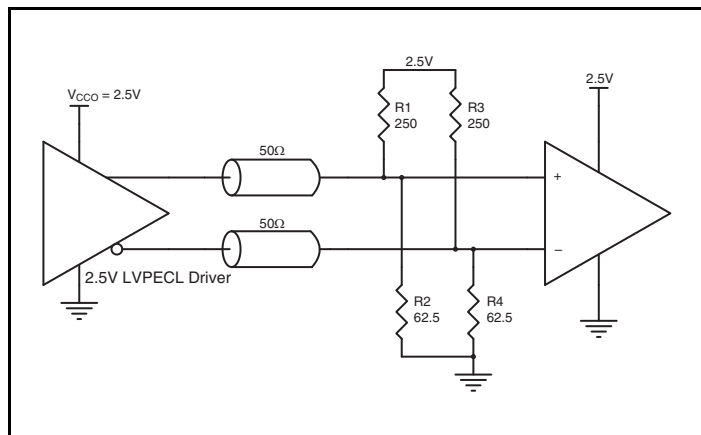 2.5V
V_CCO = 2.5V
2.5V
R1
250
R3
250
50Ω
+
50Ω
–
2.5V LVPECL Driver
R2
62.5
R4
62.5